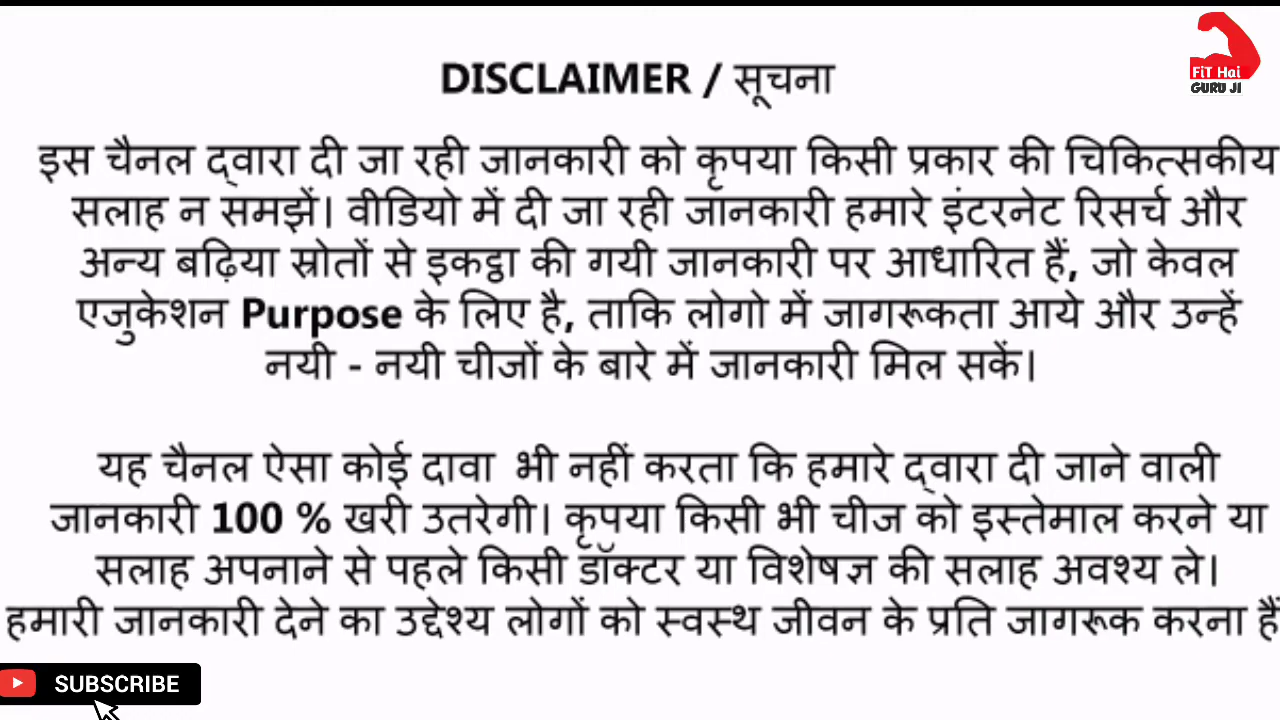 FiT Hai
GURU JI
DISCLAIMER / सूचना
इस चैनल द्वारा दी जा रही जानकारी को कृपया किसी प्रकार की चिकित्सकीय
सलाह न समझें। वीडियो में दी जा रही जानकारी हमारे इंटरनेट रिसर्च और
अन्य बढ़िया स्रोतों से इकट्ठा की गयी जानकारी पर आधारित हैं, जो केवल
एजुकेशन Purpose के लिए है, ताकि लोगो में जागरूकता आये और उन्हें
नयी - नयी चीजों के बारे में जानकारी मिल सकें।
यह चैनल ऐसा कोई दावा भी नहीं करता कि हमारे द्वारा दी जाने वाली
जानकारी 100 % खरी उतरेगी। कृपया किसी भी चीज को इस्तेमाल करने या
सलाह अपनाने से पहले किसी डॉक्टर या विशेषज्ञ की सलाह अवश्य ले।
हमारी जानकारी देने का उद्देश्य लोगों को स्वस्थ जीवन के प्रति जागरूक करना हैं
SUBSCRIBE